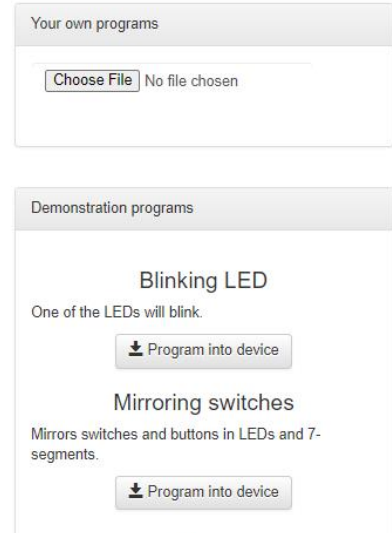 Your own programs
Choose File No file chosen
Demonstration programs
Blinking LED
One of the LEDs will blink.
Program into device
Mirroring switches
Mirrors switches and buttons in LEDs and 7-
segments.
Program into device